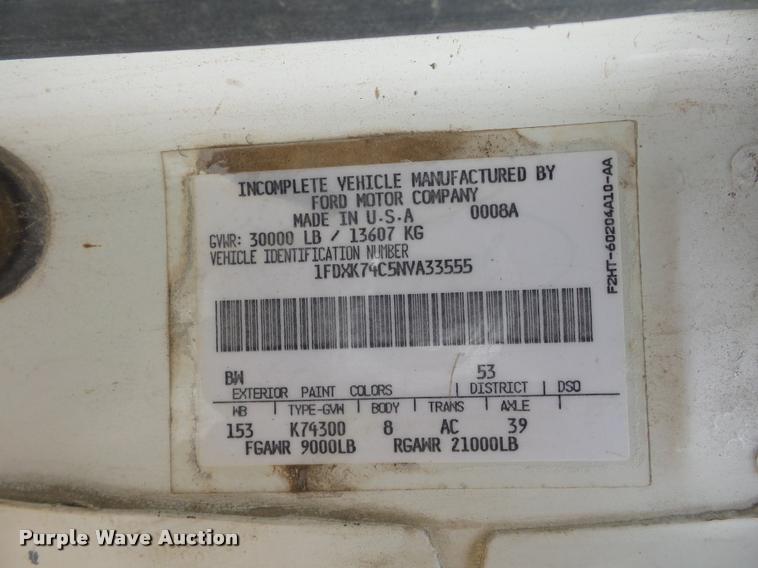 INCOMPLETE VEHICLE MANUFACTURED BY
FORD MOTOR COMPANY
MADE IN U.S.A 0008A
GVWR: 30000 LB / 13607 KG
VEHICLE IDENTIFICATION NUMBER
1FDXK74C5NVA33555
F2HT-60204A10-AA
BW 53
EXTERIOR PAINT COLORS DISTRICT DSO
WB TYPE-GVW BODY TRANS AXLE
153 K74300 8 AC 39
FGAWR 9000LB RGAWR 21000LB
Purple Wave Auction